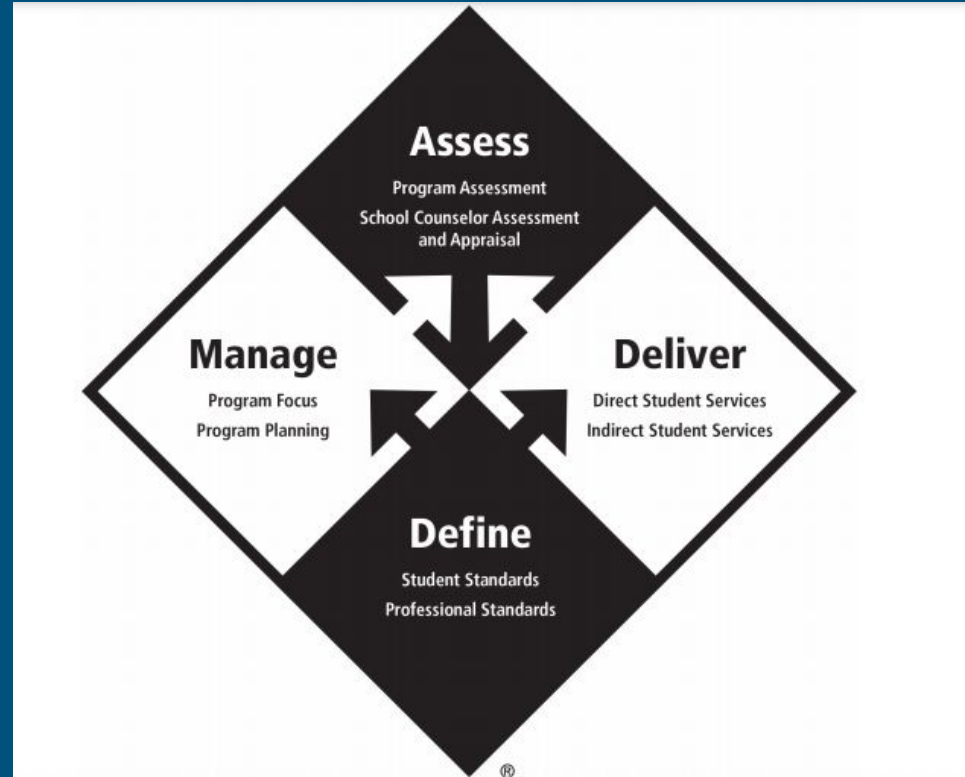 Assess
Program Assessment
School Counselor Assessment
and Appraisal
Manage
Program Focus
Program Planning
Deliver
Direct Student Services
Indirect Student Services
Define
Student Standards
Professional Standards
®